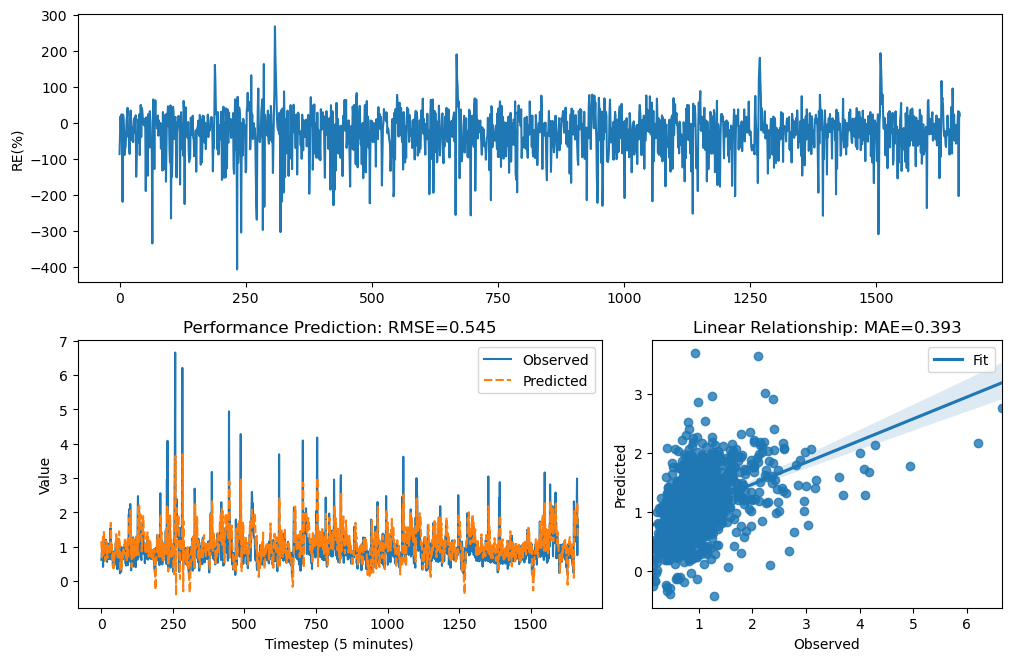 300
200
100
0
−100
−200
−300
−400
RE(%)
0 250 500 750 1000 1250 1500
Performance Prediction: RMSE=0.545
7
6
5
4
3
2
1
0
Value
Observed
Predicted
0 250 500 750 1000 1250 1500
Timestep (5 minutes)
Linear Relationship: MAE=0.393
3
2
1
0
Predicted
Fit
1 2 3 4 5 6
Observed